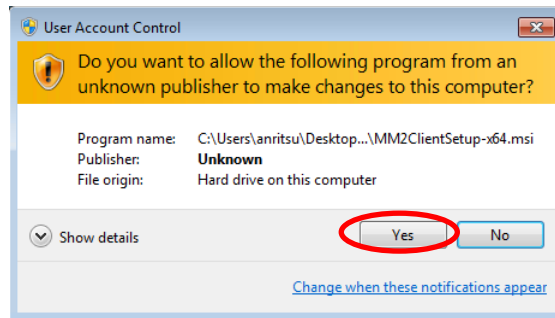 User Account Control
Do you want to allow the following program from an
unknown publisher to make changes to this computer?
Program name: C:\Users\anritsu\Desktop...\MM2ClientSetup-x64.msi
Publisher: Unknown
File origin: Hard drive on this computer
Show details Yes No
Change when these notifications appear